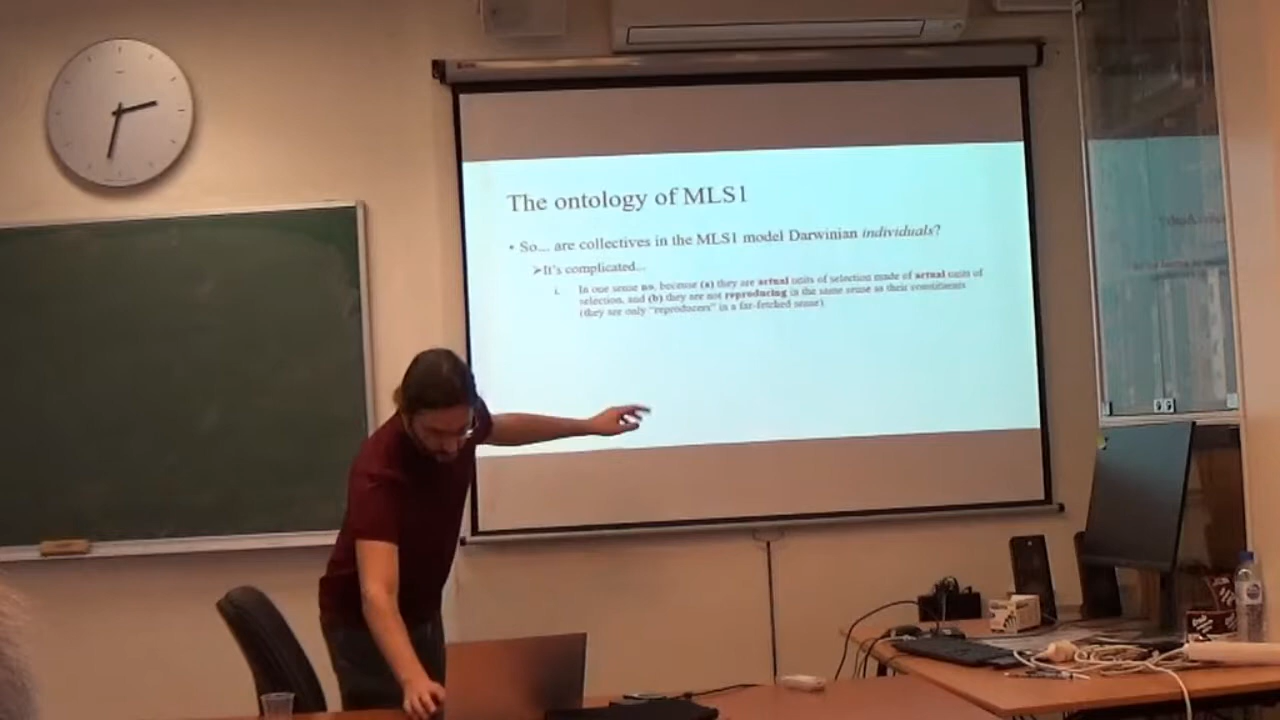 The ontology of MLS1
• So... are collectives in the MLS1 model Darwinian individuals?
➢It's complicated...
i. In one sense no, because (a) they are actual units of selection made of actual units of
selection, and (b) they are not reproducing in the same sense as their constituents
(they are only "reproducers" in a far-fetched sense)